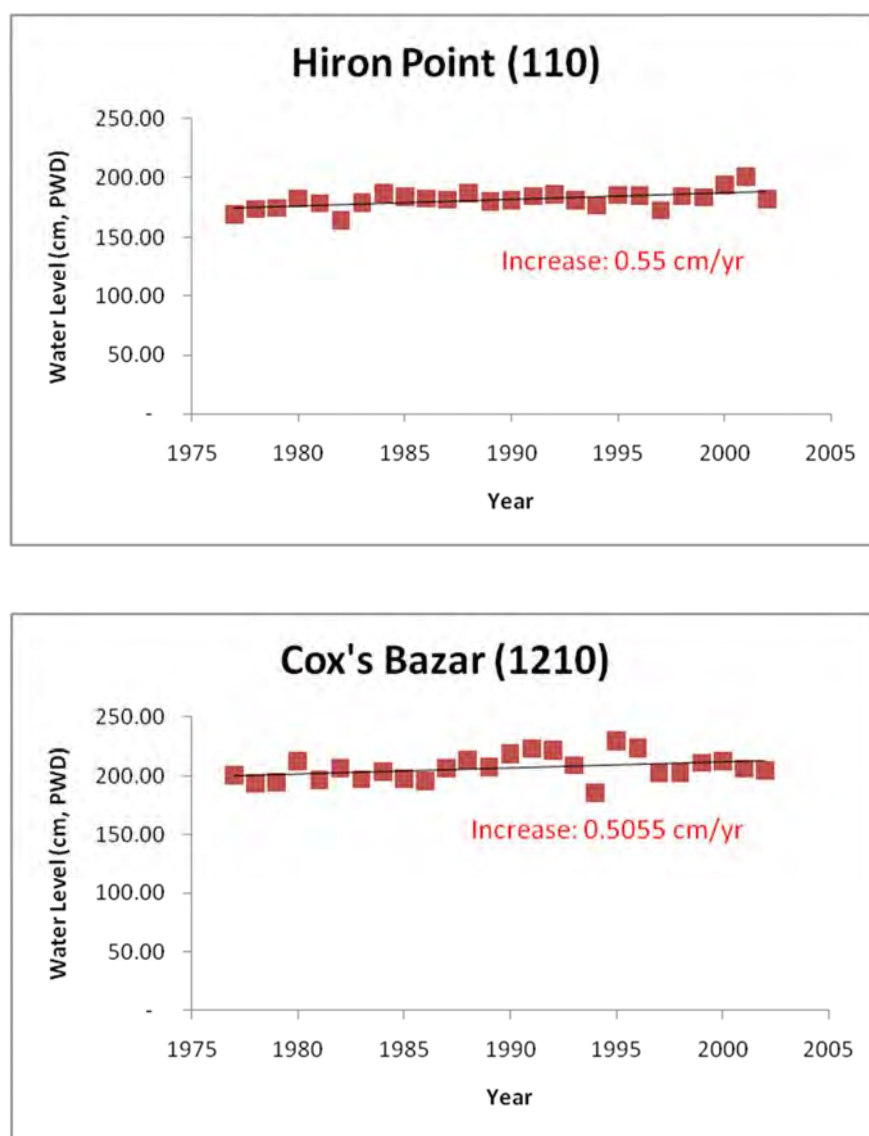 Hiron Point (110)
250.00
200.00
150.00
100.00
50.00
-
Water Level (cm, PWD)
Increase: 0.55 cm/yr
1975 1980 1985 1990 1995 2000 2005
Year
Cox's Bazar (1210)
250.00
200.00
150.00
100.00
50.00
-
Water Level (cm, PWD)
Increase: 0.5055 cm/yr
1975 1980 1985 1990 1995 2000 2005
Year